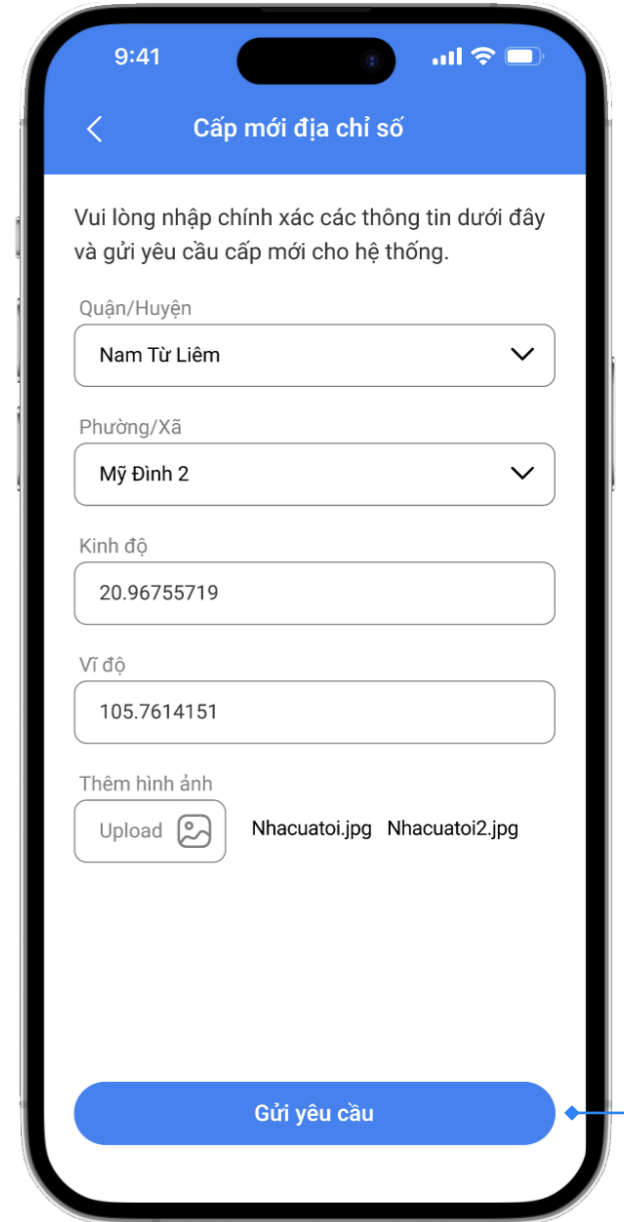 9:41
Cấp mới địa chỉ số
Vui lòng nhập chính xác các thông tin dưới đây
và gửi yêu cầu cấp mới cho hệ thống.
Quận/Huyện
Nam Từ Liêm
Phường/Xã
Mỹ Đình 2
Kinh độ
20.96755719
Vĩ độ
105.7614151
Thêm hình ảnh
Upload Nhacuatoi.jpg Nhacuatoi2.jpg
Gửi yêu cầu